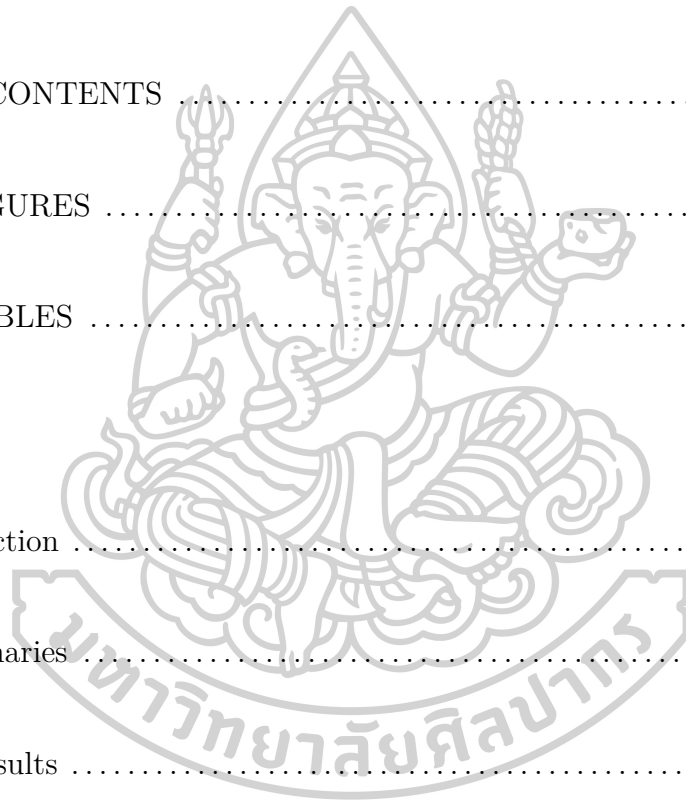 CONTENTS ........................................
GURES ........................................
BLES ........................................
ction ........................................
naries ........................................
sults ........................................
มหาวิทยาลัยศิลปากร